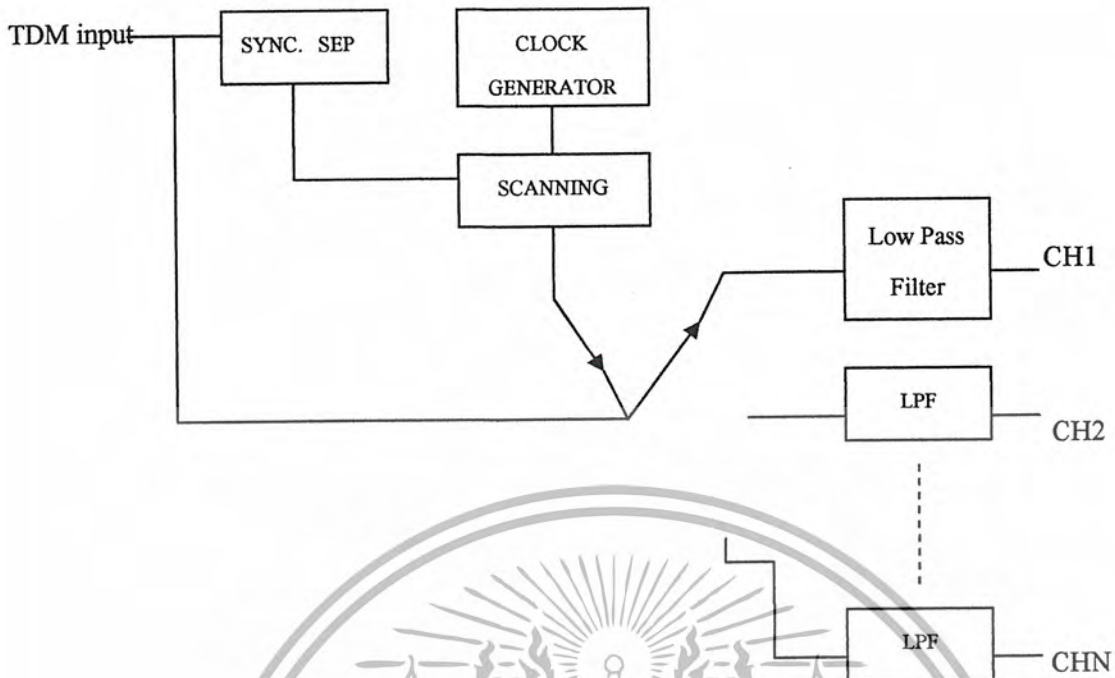 TDM input
SYNC. SEP
CLOCK
GENERATOR
SCANNING
Low Pass
Filter
CH1
LPF
CH2
LPF
CHN